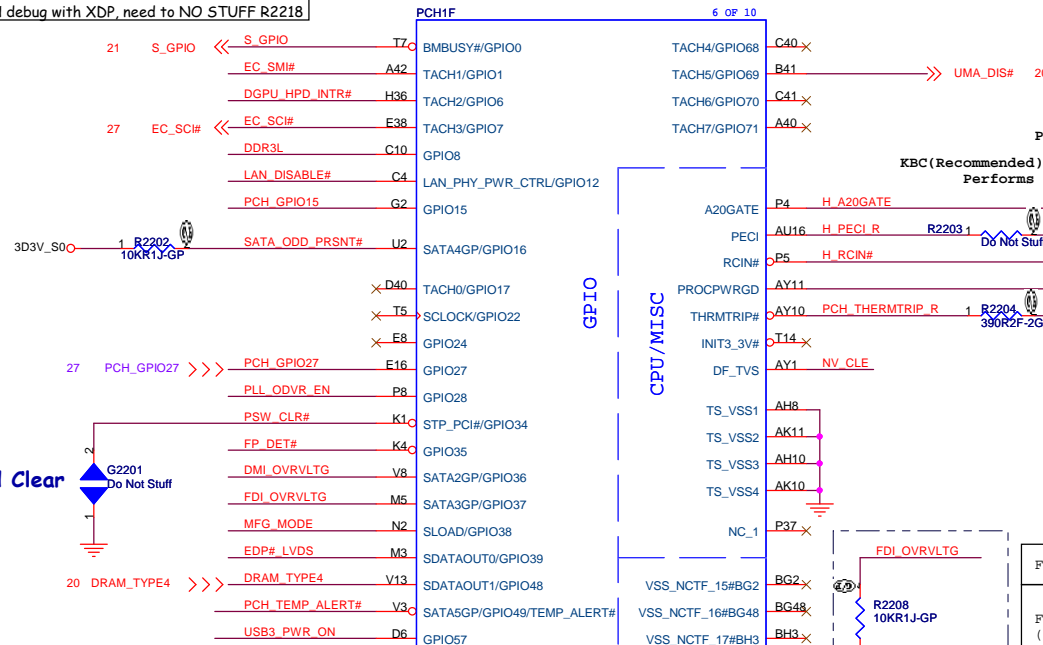 debug with XDP, need to NO STUFF R2218
PCH1F
6 OF 10
21 S_GPIO S_GPIO T7 BMBUSY#/GPIO0
EC_SMI# A42 TACH1/GPIO1
DGPU_HPD_INTR# H36 TACH2/GPIO6
27 EC_SCI# EC_SCI# E38 TACH3/GPIO7
DDR3L C10 GPIO8
LAN_DISABLE# C4 LAN_PHY_PWR_CTRL/GPIO12
PCH_GPIO15 G2 GPIO15
3D3V_S0 1 R2202 2 SATA_ODD_PRSNT# U2 SATA4GP/GPIO16
10KR1J-GP
D40 TACH0/GPIO17
T5 SCLOCK/GPIO22
E8 GPIO24
27 PCH_GPIO27 PCH_GPIO27 E16 GPIO27
PLL_ODVR_EN P8 GPIO28
PSW_CLR# K1 STP_PCI#/GPIO34
FP_DET# K4 GPIO35
2
Clear
G2201
Do Not Stuff
1
DMI_OVRVLTG V8 SATA2GP/GPIO36
FDI_OVRVLTG M5 SATA3GP/GPIO37
MFG_MODE N2 SLOAD/GPIO38
EDP#_LVDS M3 SDATAOUT0/GPIO39
20 DRAM_TYPE4 DRAM_TYPE4 V13 SDATAOUT1/GPIO48
PCH_TEMP_ALERT# V3 SATA5GP/GPIO49/TEMP_ALERT#
USB3_PWR_ON D6 GPIO57
GPIO
CPU/MISC
TACH4/GPIO68 C40
TACH5/GPIO69 B41 UMA_DIS#
TACH6/GPIO70 C41
TACH7/GPIO71 A40
KBC(Recommended)
Performs
A20GATE P4 H_A20GATE
PECI AU16 H_PECI_R R2203 1 2
Do Not Stuf
RCIN# P5 H_RCIN#
PROCPWRGD AY11
THRMTRIP# AY10 PCH_THERMTRIP_R 1 R2204 2
390R2F-2G
INIT3_3V# T14
DF_TVS AY1 NV_CLE
TS_VSS1 AH8
TS_VSS2 AK11
TS_VSS3 AH10
TS_VSS4 AK10
NC_1 P37
VSS_NCTF_15#BG2 BG2
VSS_NCTF_16#BG48 BG48
VSS_NCTF_17#BH3 BH3
FDI_OVRVLTG
R2208
10KR1J-GP